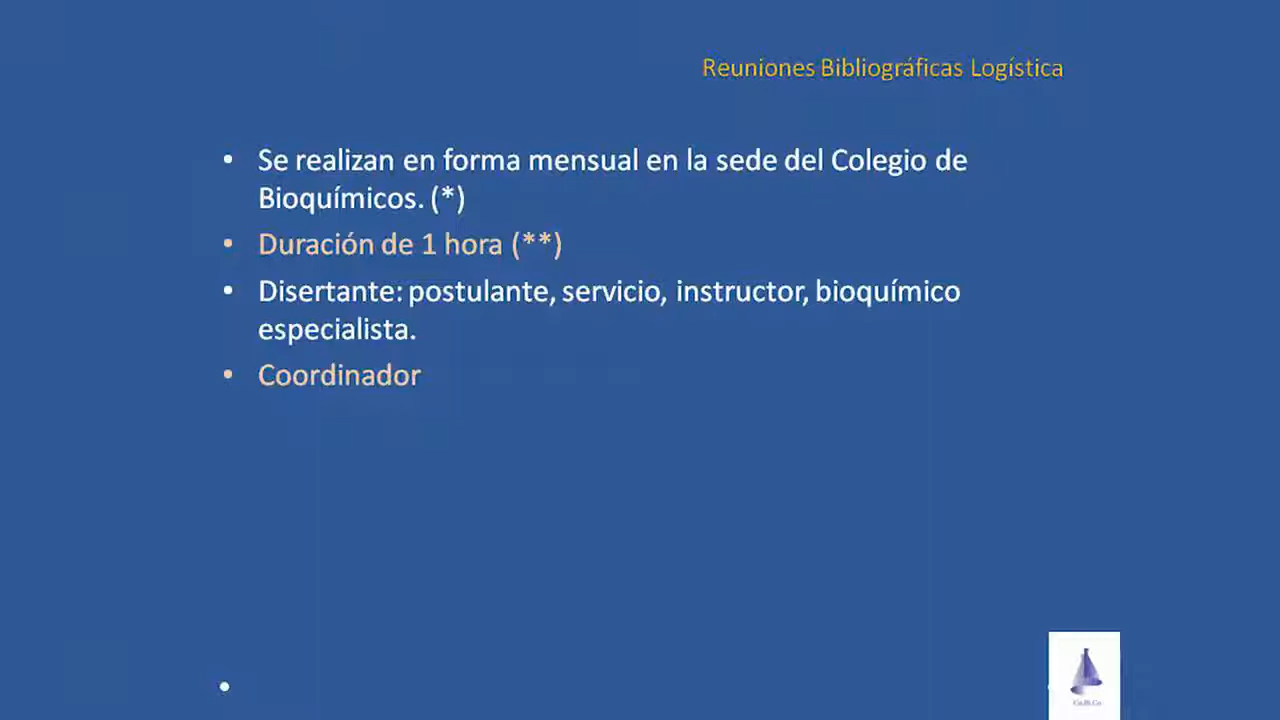 Reuniones Bibliográficas Logística
• Se realizan en forma mensual en la sede del Colegio de
Bioquímicos. (*)
• Duración de 1 hora (**)
• Disertante: postulante, servicio, instructor, bioquímico
especialista.
• Coordinador